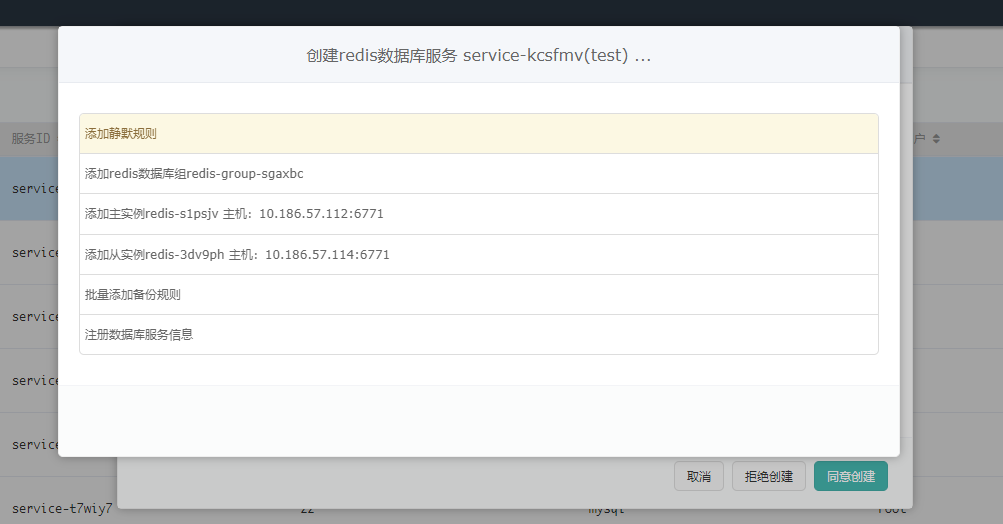 创建redis数据库服务 service-kcsfmv(test) ...
添加静默规则
服务ID
户
添加redis数据库组redis-group-sgaxbc
service
添加主实例redis-s1psjv 主机：10.186.57.112:6771
添加从实例redis-3dv9ph 主机：10.186.57.114:6771
service
批量添加备份规则
service
注册数据库服务信息
service
service
取消 拒绝创建 同意创建
service-t7wiy7 22 mysql root